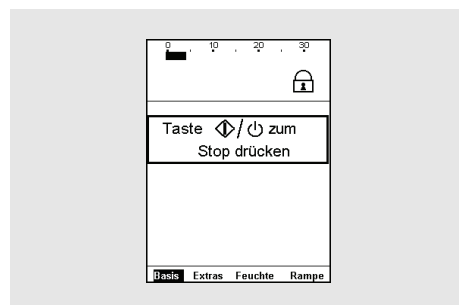 0 10 20 30
Taste /⏻ zum
Stop drücken
Basis Extras Feuchte Rampe